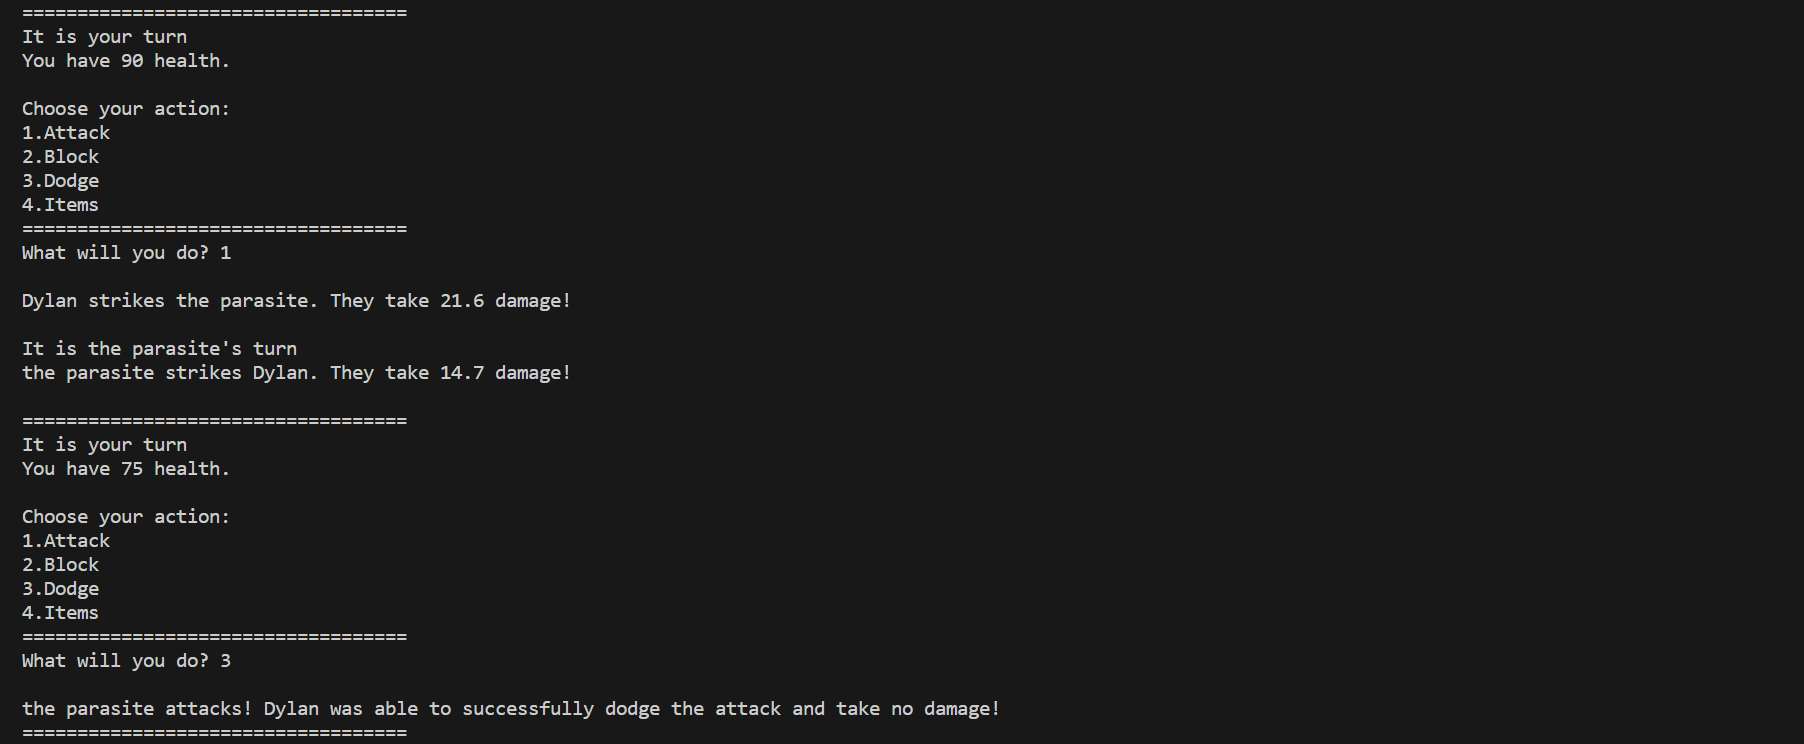 ===================================
It is your turn
You have 90 health.
Choose your action:
1.Attack
2.Block
3.Dodge
4.Items
===================================
What will you do? 1
Dylan strikes the parasite. They take 21.6 damage!
It is the parasite's turn
the parasite strikes Dylan. They take 14.7 damage!
===================================
It is your turn
You have 75 health.
Choose your action:
1.Attack
2.Block
3.Dodge
4.Items
===================================
What will you do? 3
the parasite attacks! Dylan was able to successfully dodge the attack and take no damage!
===================================